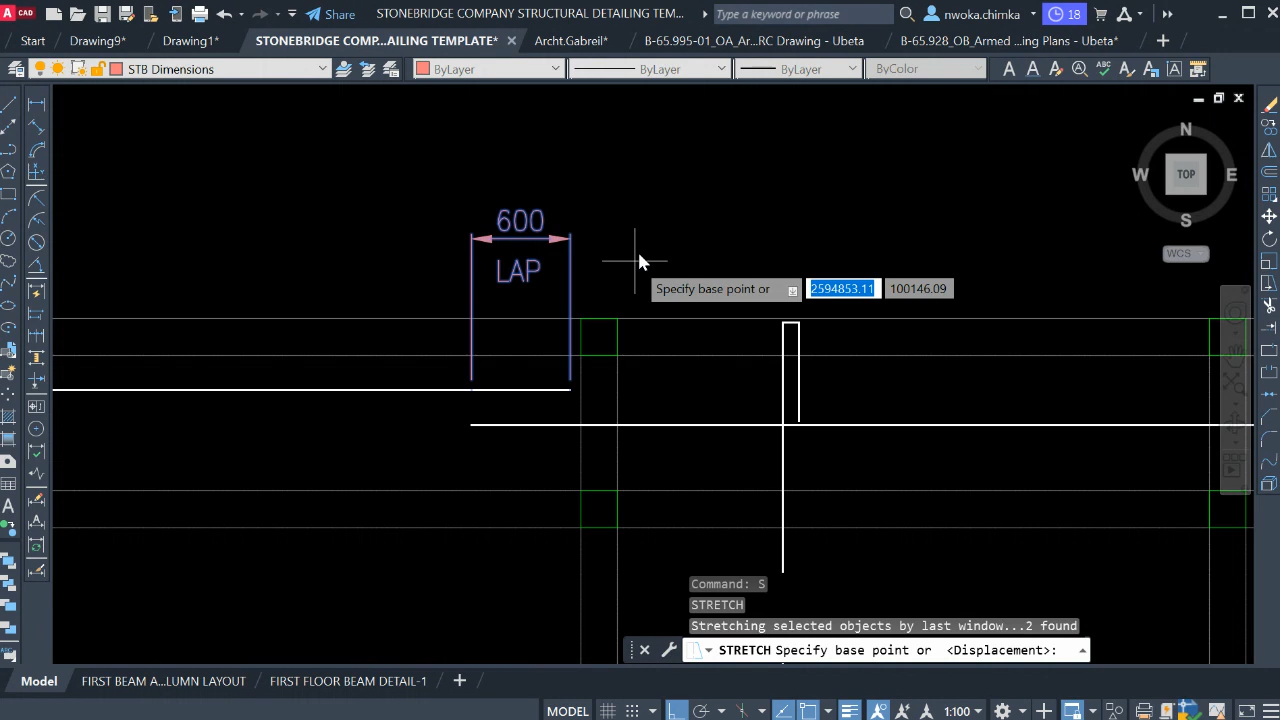 CAD
Share
STONEBRIDGE COMPANY STRUCTURAL DETAILING TEM...
Type a keyword or phrase
nwoka.chimka
18
Start
Drawing9*
Drawing1*
STONEBRIDGE COMP...AILING TEMPLATE*
Archt.Gabreil*
B-65.995-01_OA_Ar...RC Drawing - Ubeta
B-65.928_OB_Armed ...ing Plans - Ubeta*
STB Dimensions
ByLayer
ByLayer
ByLayer
ByColor
N
W
TOP
E
S
WCS
600
LAP
Specify base point or
2594853.11
100146.09
Command: S
STRETCH
Stretching selected objects by last window...2 found
STRETCH Specify base point or <Displacement>:
Model
FIRST BEAM A...LUMN LAYOUT
FIRST FLOOR BEAM DETAIL-1
MODEL
1:100